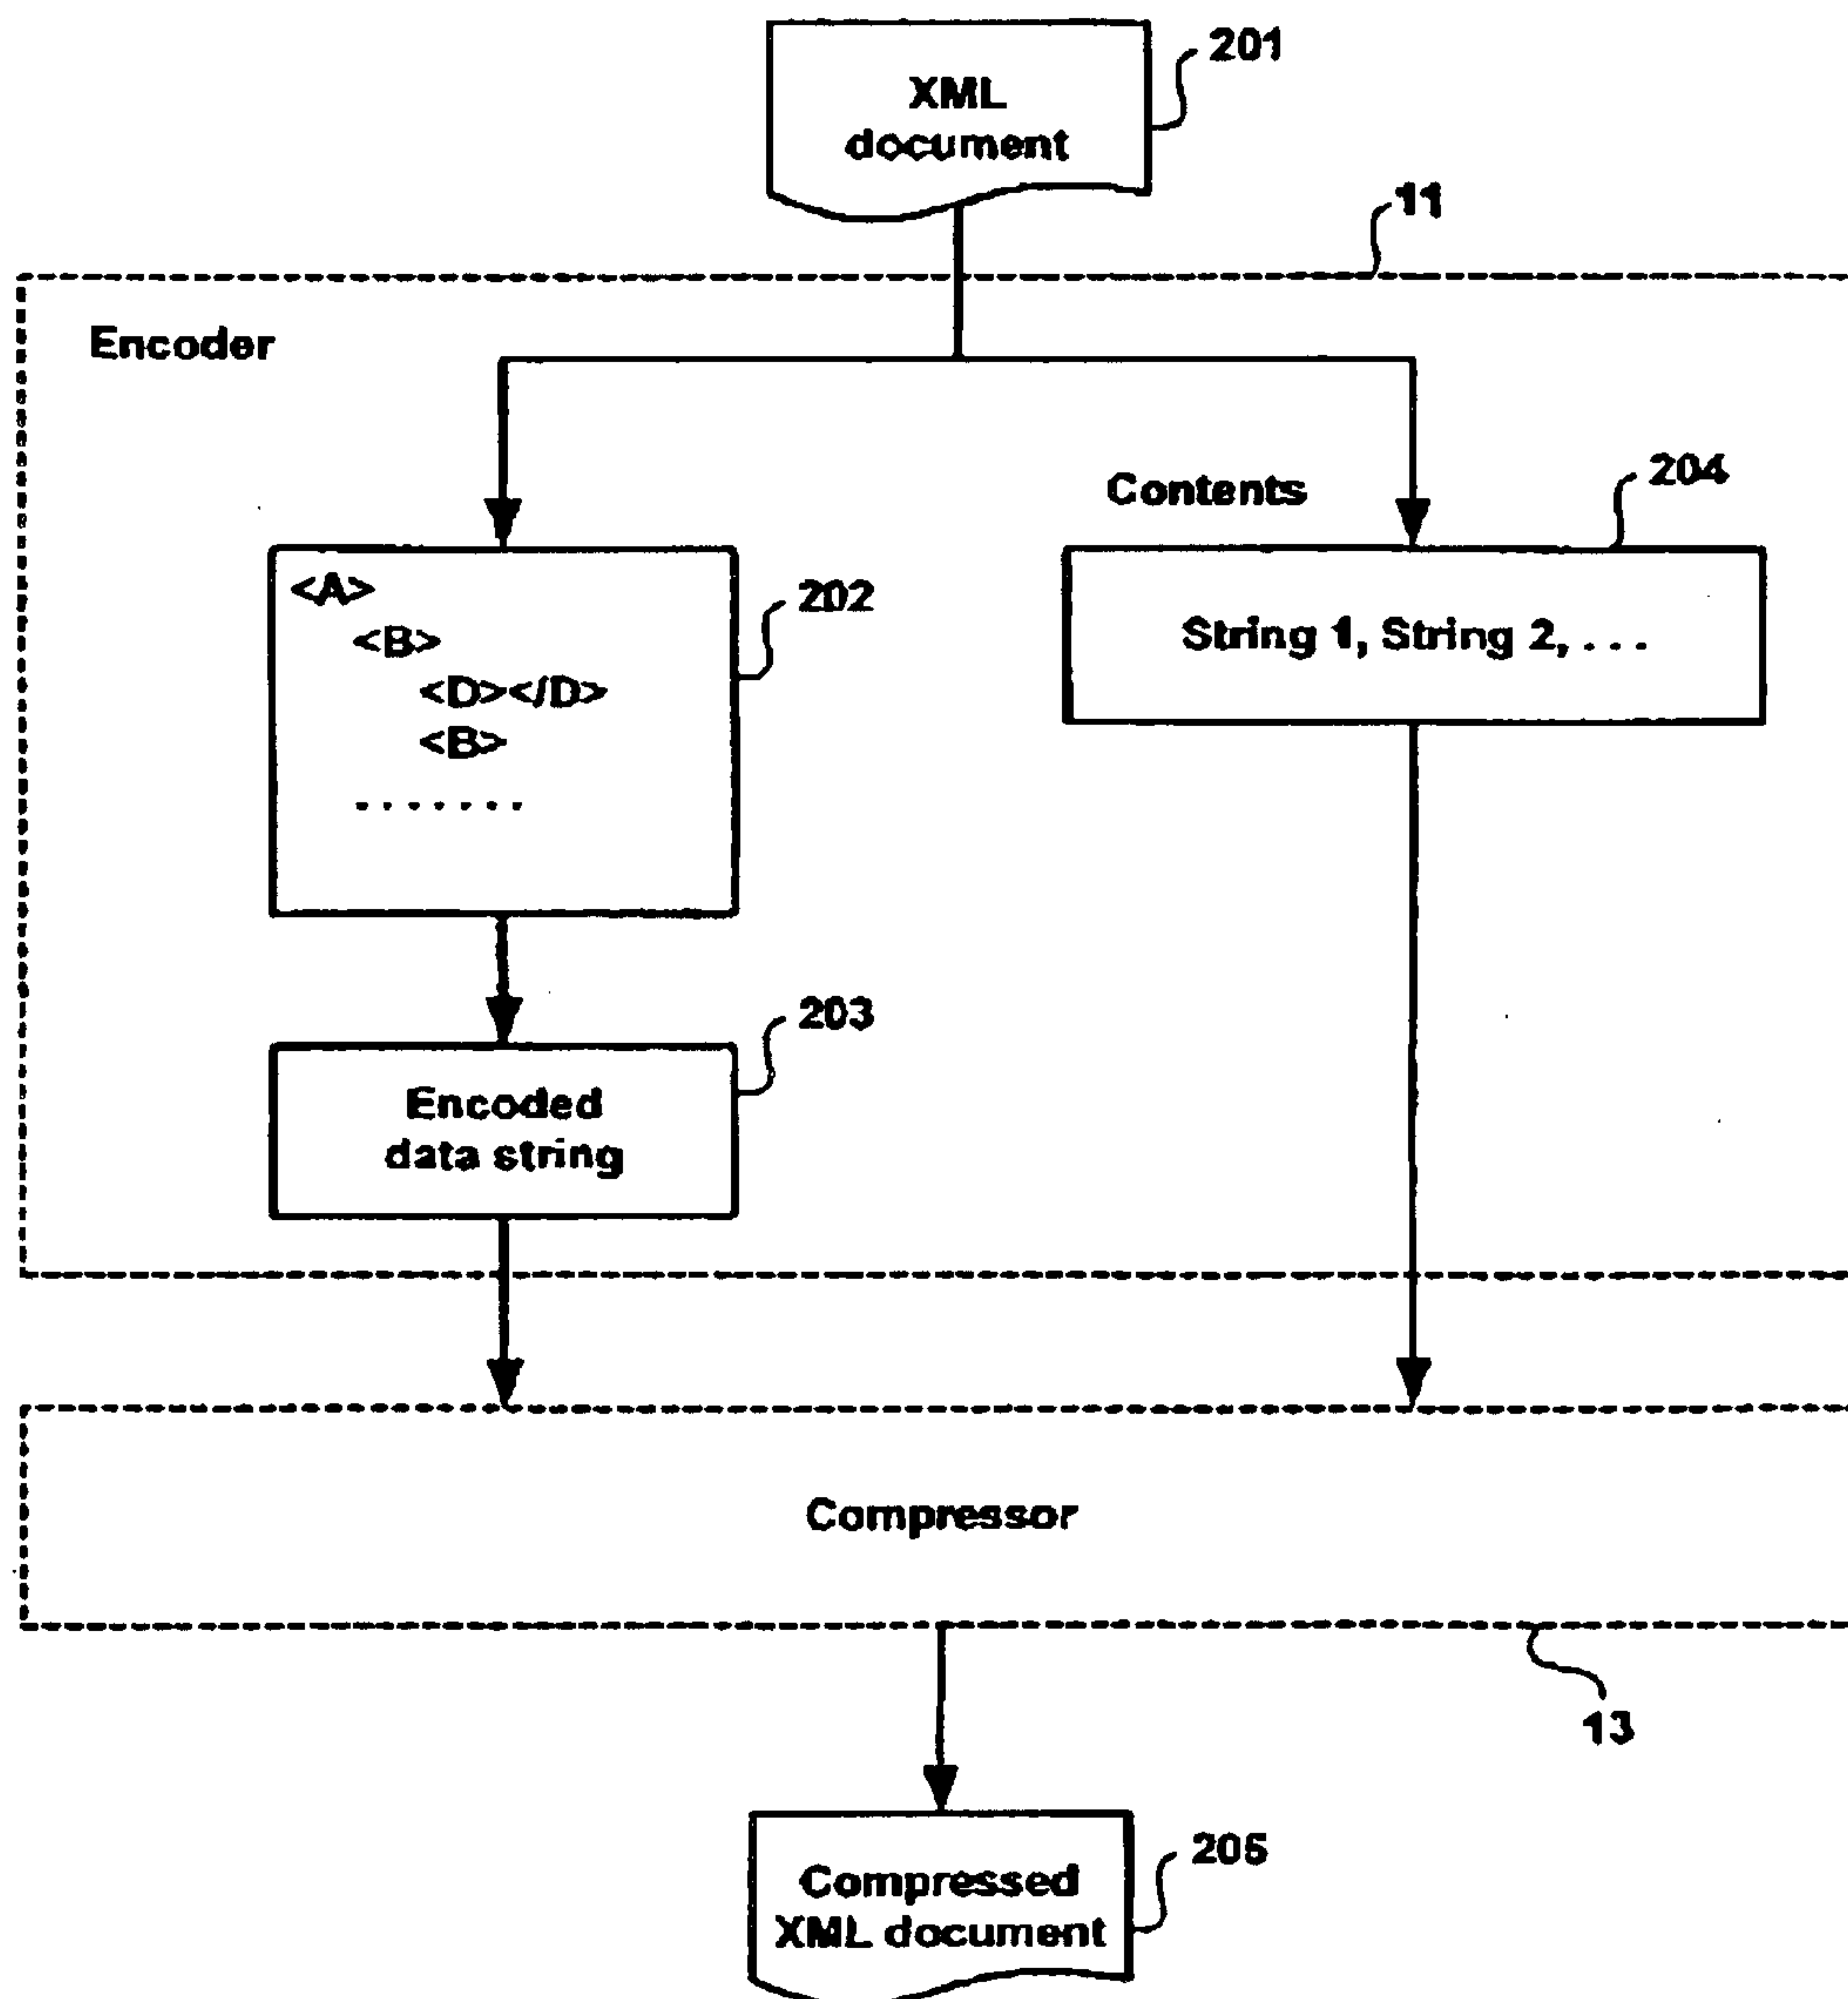 XML
document
201
11
Encoder
Contents
204
<A>
<B>
<D></D>
<B>
. . . . . . .
202
String 1, String 2, . . .
203
Encoded
data string
Compressor
13
205
Compressed
XML document